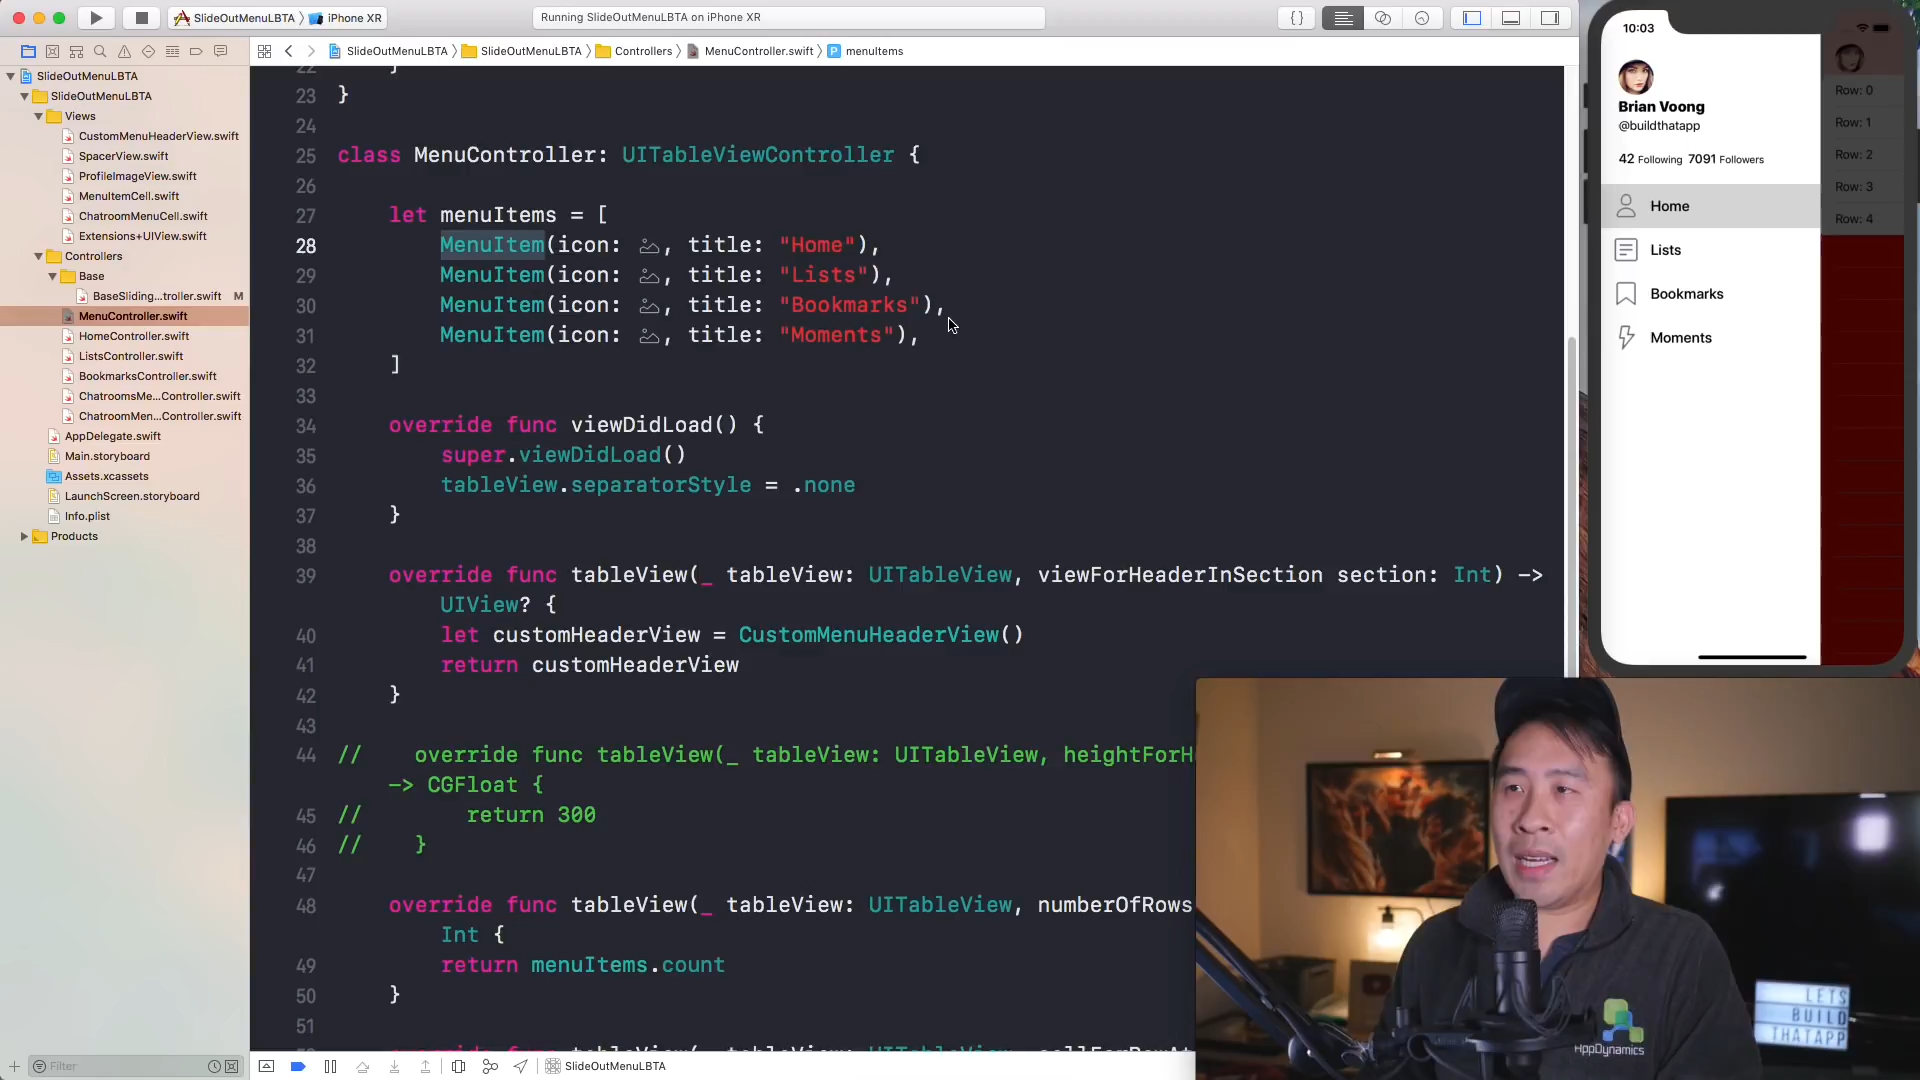 SlideOutMenuLBTA
iPhone XR
Running SlideOutMenuLBTA on iPhone XR
SlideOutMenuLBTA
SlideOutMenuLBTA
Controllers
MenuController.swift
menuItems
SlideOutMenuLBTA
SlideOutMenuLBTA
Views
CustomMenuHeaderView.swift
SpacerView.swift
ProfileImageView.swift
MenuItemCell.swift
ChatroomMenuCell.swift
Extensions+UIView.swift
Controllers
Base
BaseSliding...troller.swift M
MenuController.swift
HomeController.swift
ListsController.swift
BookmarksController.swift
ChatroomsMe...Controller.swift
ChatroomMen...Controller.swift
AppDelegate.swift
Main.storyboard
Assets.xcassets
LaunchScreen.storyboard
Info.plist
Products
Filter
22 }
23 }
24
25 class MenuController: UITableViewController {
26
27 let menuItems = [
28 MenuItem(icon: , title: "Home"),
29 MenuItem(icon: , title: "Lists"),
30 MenuItem(icon: , title: "Bookmarks"),
31 MenuItem(icon: , title: "Moments"),
32 ]
33
34 override func viewDidLoad() {
35 super.viewDidLoad()
36 tableView.separatorStyle = .none
37 }
38
39 override func tableView(_ tableView: UITableView, viewForHeaderInSection section: Int) ->
UIView? {
40 let customHeaderView = CustomMenuHeaderView()
41 return customHeaderView
42 }
43
44 // override func tableView(_ tableView: UITableView, heightForH
-> CGFloat {
45 // return 300
46 // }
47
48 override func tableView(_ tableView: UITableView, numberOfRows
Int {
49 return menuItems.count
50 }
51
SlideOutMenuLBTA
10:03
Brian Voong
@buildthatapp
42 Following 7091 Followers
Home
Lists
Bookmarks
Moments
Row: 0
Row: 1
Row: 2
Row: 3
Row: 4
AppDynamics
LETS
BUILD
THATAPP